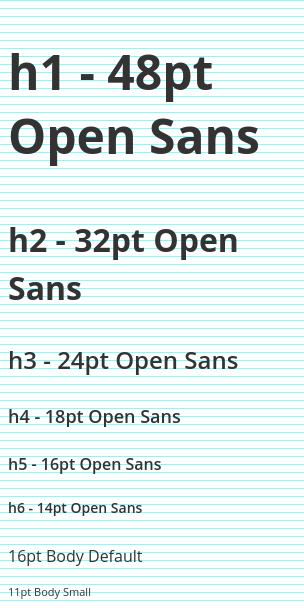 h1 - 48pt
Open Sans
h2 - 32pt Open
Sans
h3 - 24pt Open Sans
h4 - 18pt Open Sans
h5 - 16pt Open Sans
h6 - 14pt Open Sans
16pt Body Default
11pt Body Small